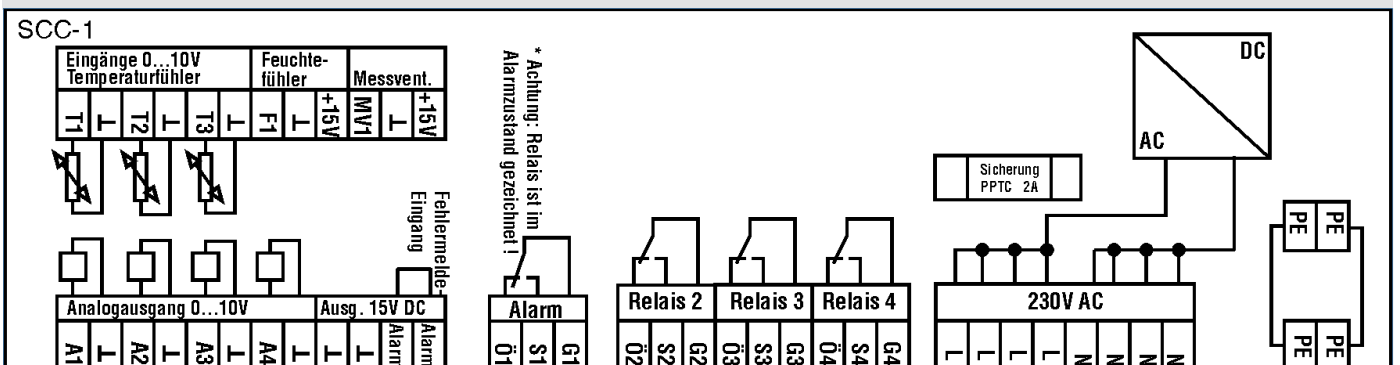 SCC-1
Eingänge 0...10V
Temperaturfühler
Feuchte-
fühler
Messvent.
T1 ⊥ T2 ⊥ T3 ⊥ F1 ⊥ +15V MV1 ⊥ +15V
* Achtung: Relais ist im
Alarmzustand gezeichnet !
Fehlermelde-
Eingang
DC
AC
Sicherung
PPTC 2A
PE PE
Analogausgang 0...10V
Ausg. 15V DC
Alarm
Relais 2
Relais 3
Relais 4
230V AC
A1 ⊥ A2 ⊥ A3 ⊥ A4 ⊥ ⊥ ⊥ Alarm Alarm
Ö1 S1 G1
Ö2 S2 G2
Ö3 S3 G3
Ö4 S4 G4
L L L L N N N N
PE PE